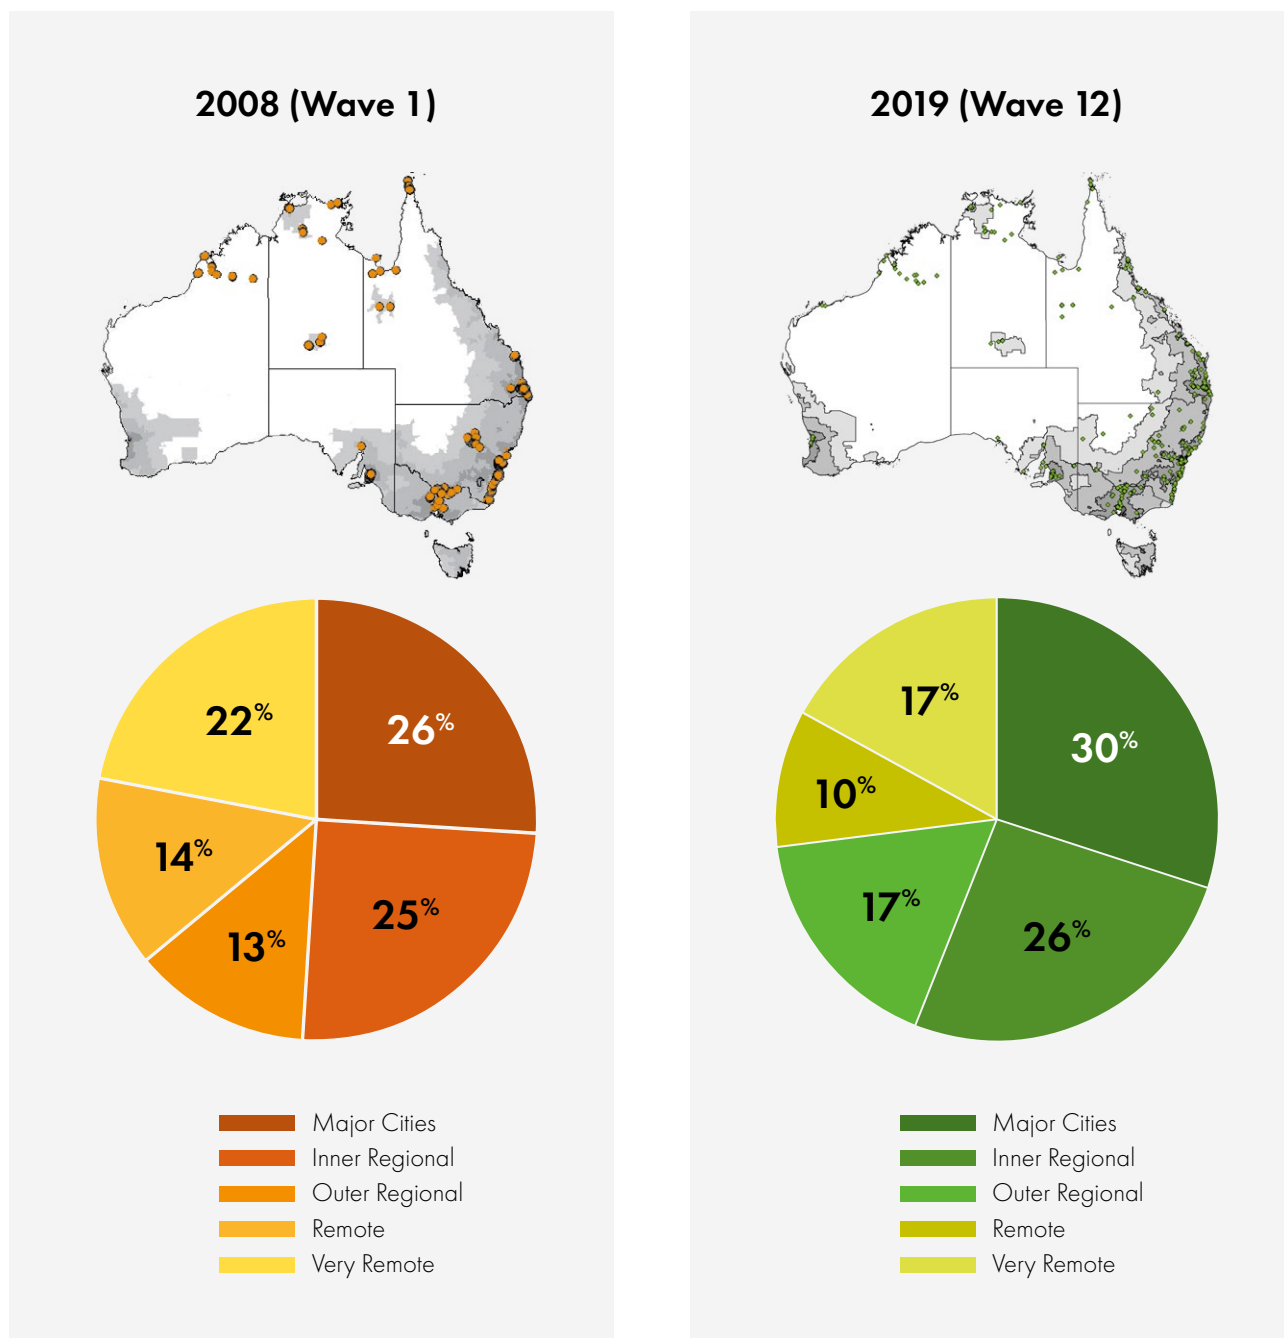 2008 (Wave 1)
22%
26%
14%
25%
13%
Major Cities
Inner Regional
Outer Regional
Remote
Very Remote
2019 (Wave 12)
17%
30%
10%
17%
26%
Major Cities
Inner Regional
Outer Regional
Remote
Very Remote